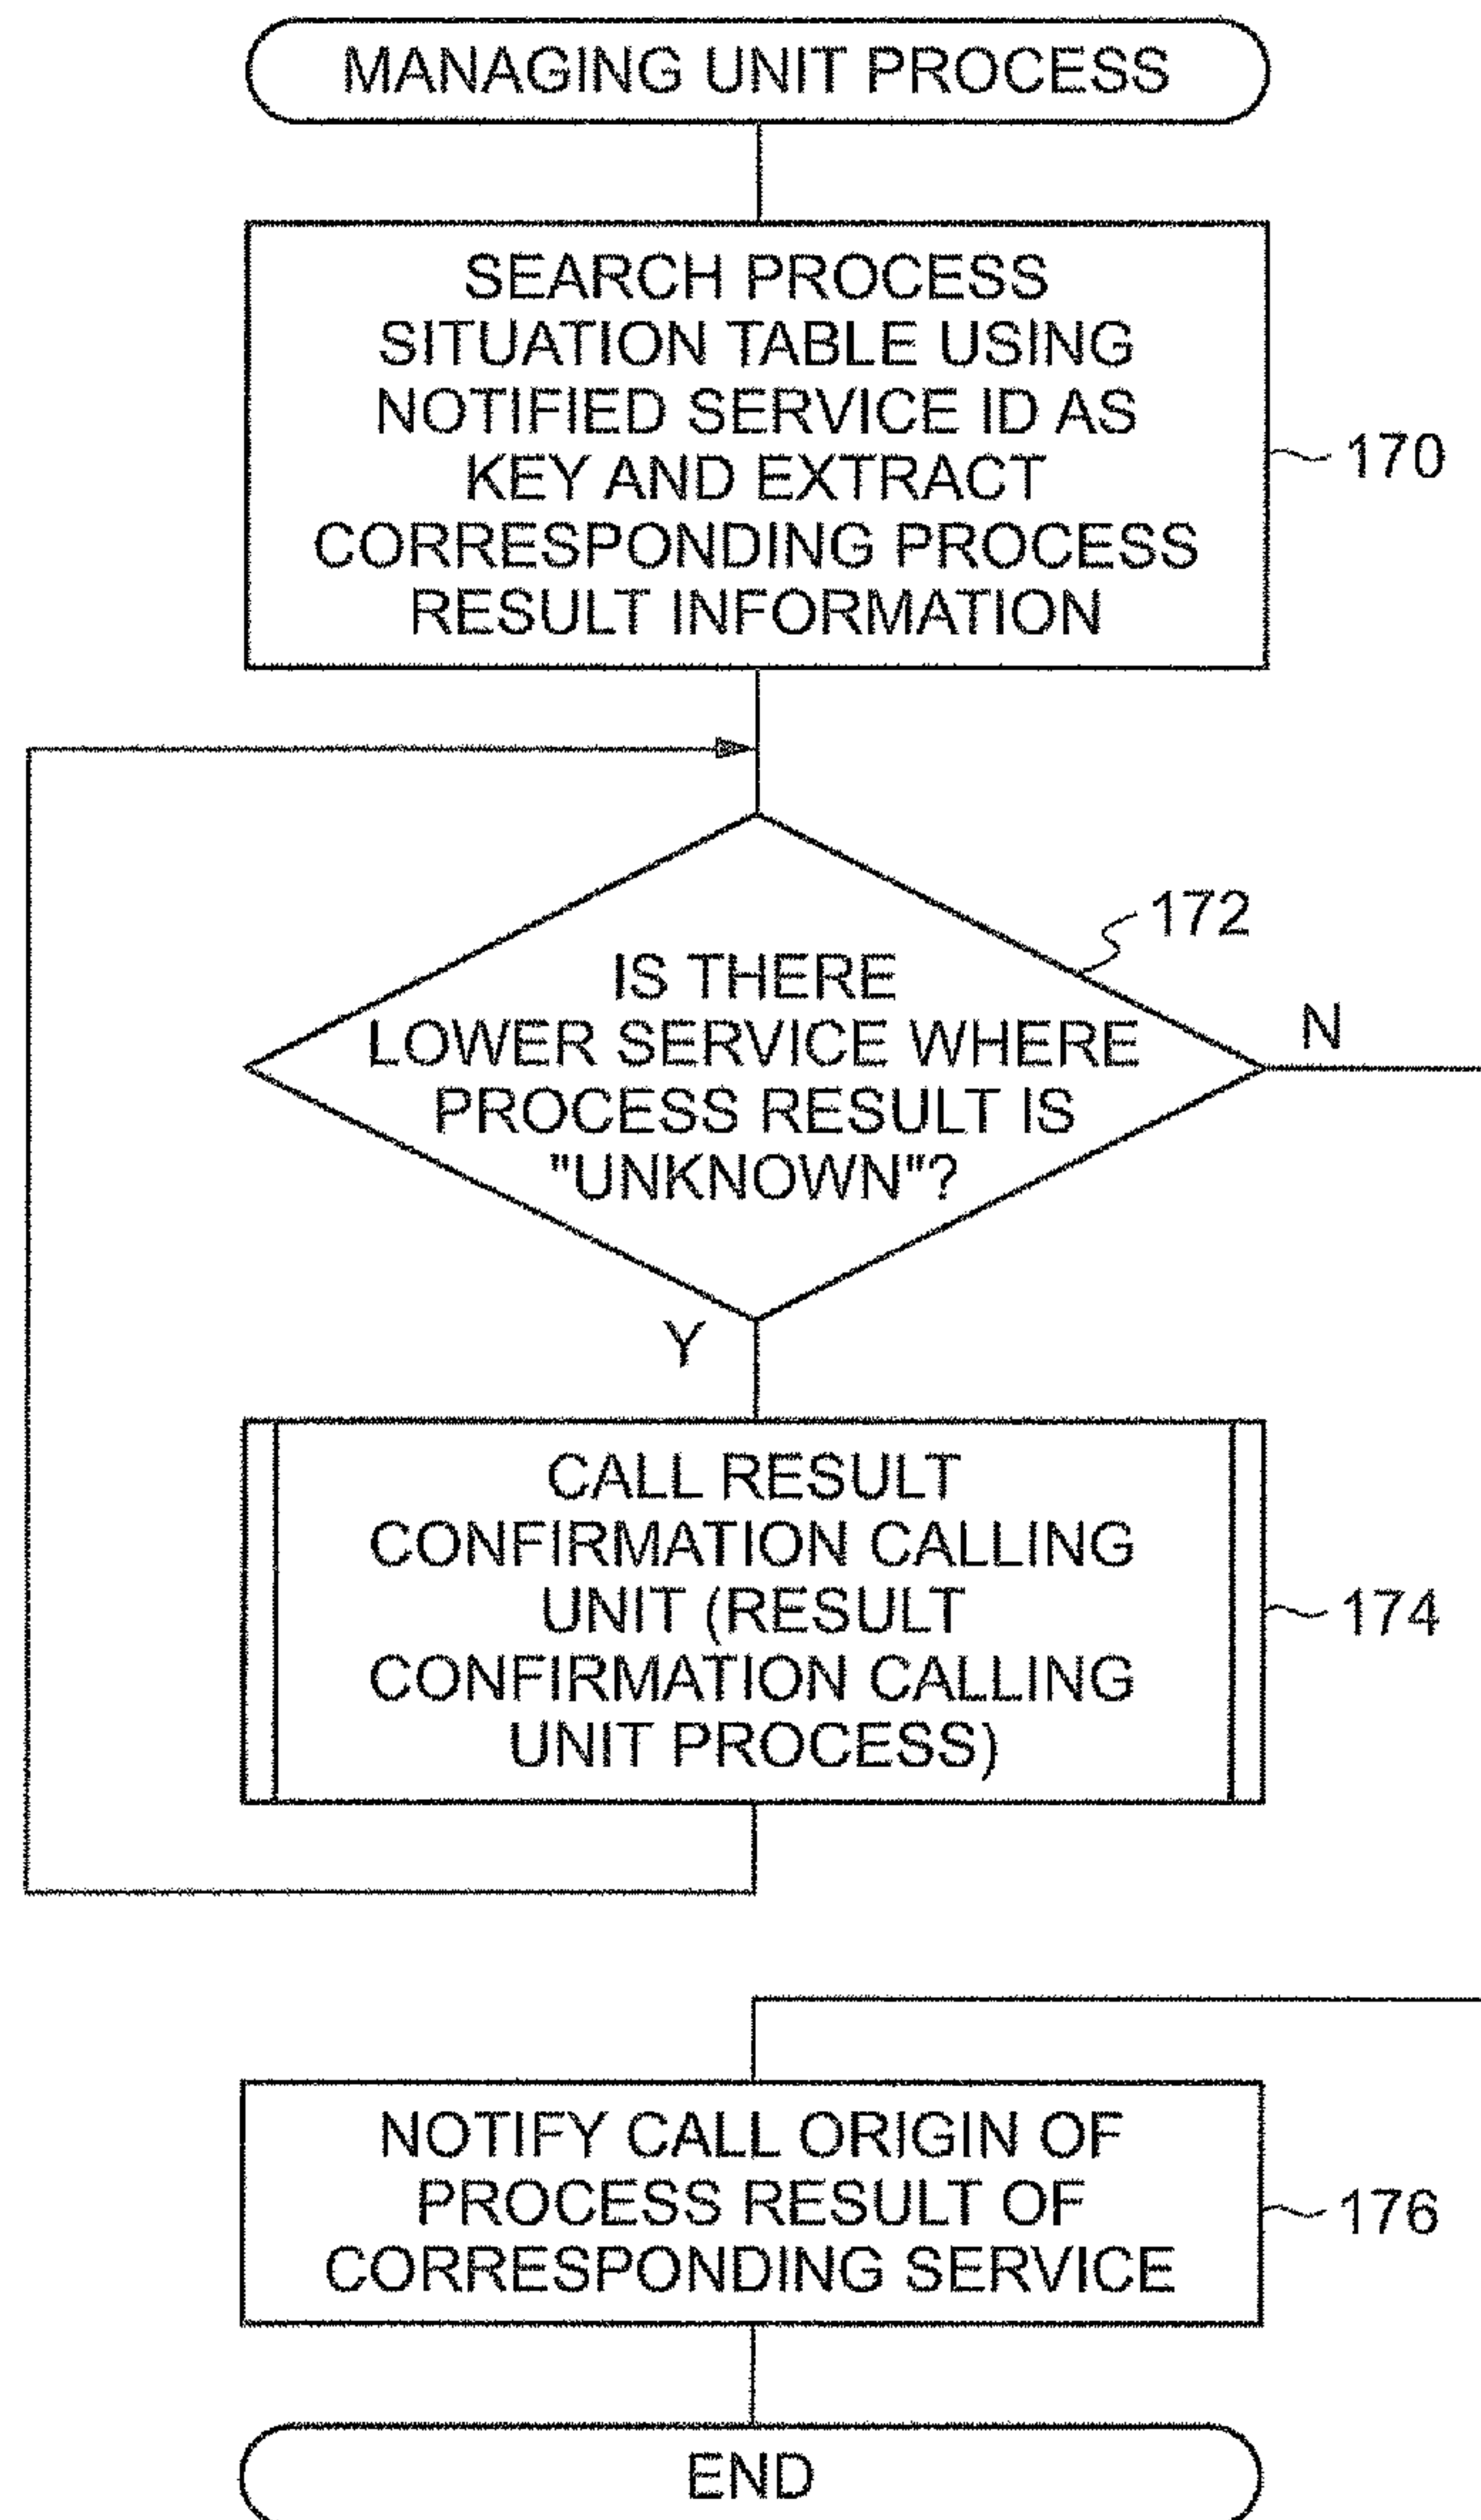 MANAGING UNIT PROCESS
SEARCH PROCESS
SITUATION TABLE USING
NOTIFIED SERVICE ID AS
KEY AND EXTRACT
CORRESPONDING PROCESS
RESULT INFORMATION
170
172
IS THERE
LOWER SERVICE WHERE
PROCESS RESULT IS
"UNKNOWN"?
N
Y
CALL RESULT
CONFIRMATION CALLING
UNIT (RESULT
CONFIRMATION CALLING
UNIT PROCESS)
174
NOTIFY CALL ORIGIN OF
PROCESS RESULT OF
CORRESPONDING SERVICE
176
END